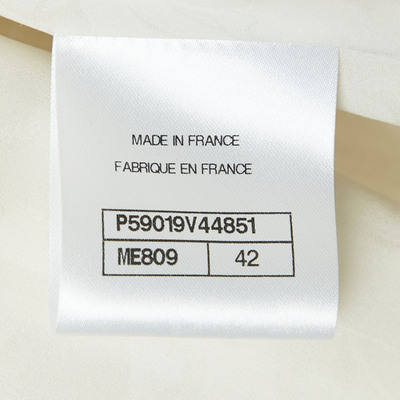 MADE IN FRANCE
FABRIQUE EN FRANCE
P59019V44851
ME809 42